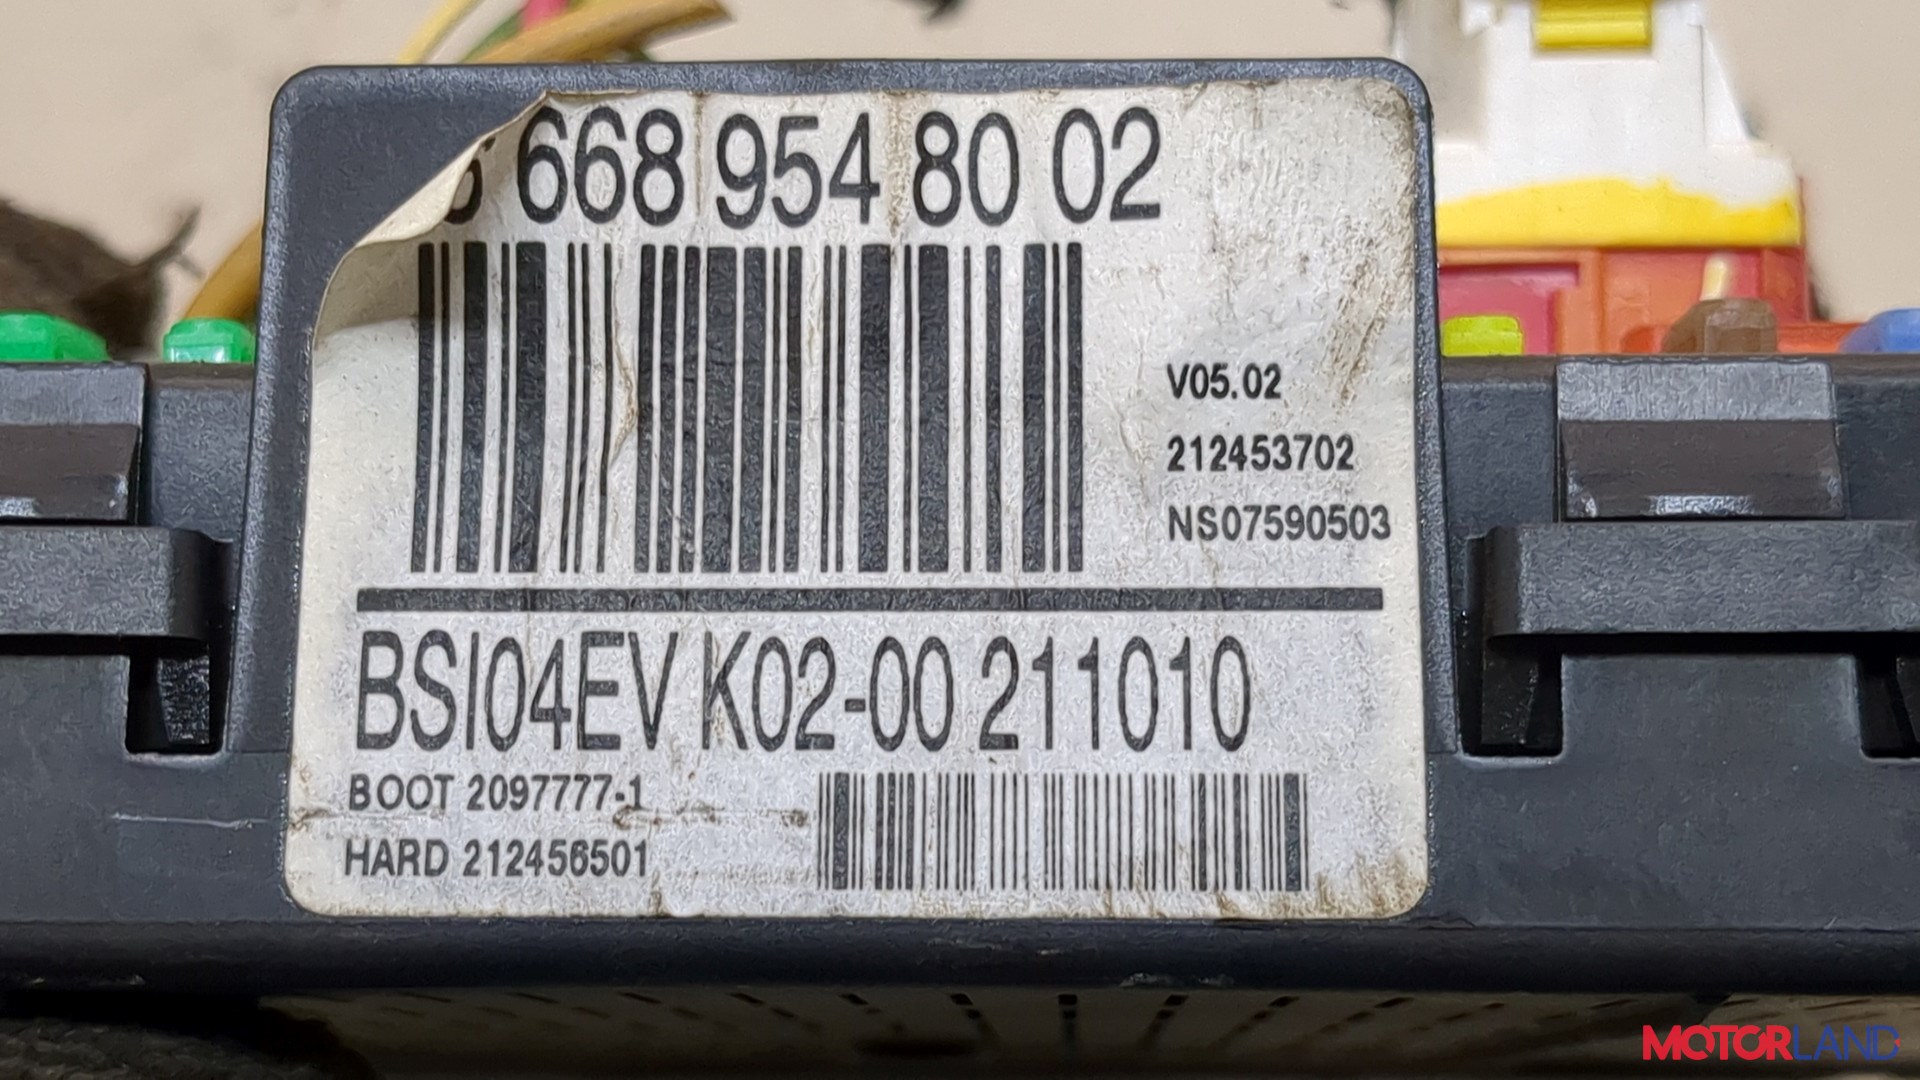 668 954 80 02
V05.02
212453702
NS07590503
BSI04EV K02-00 211010
BOOT 2097777-1
HARD 212456501
MOTORLAND